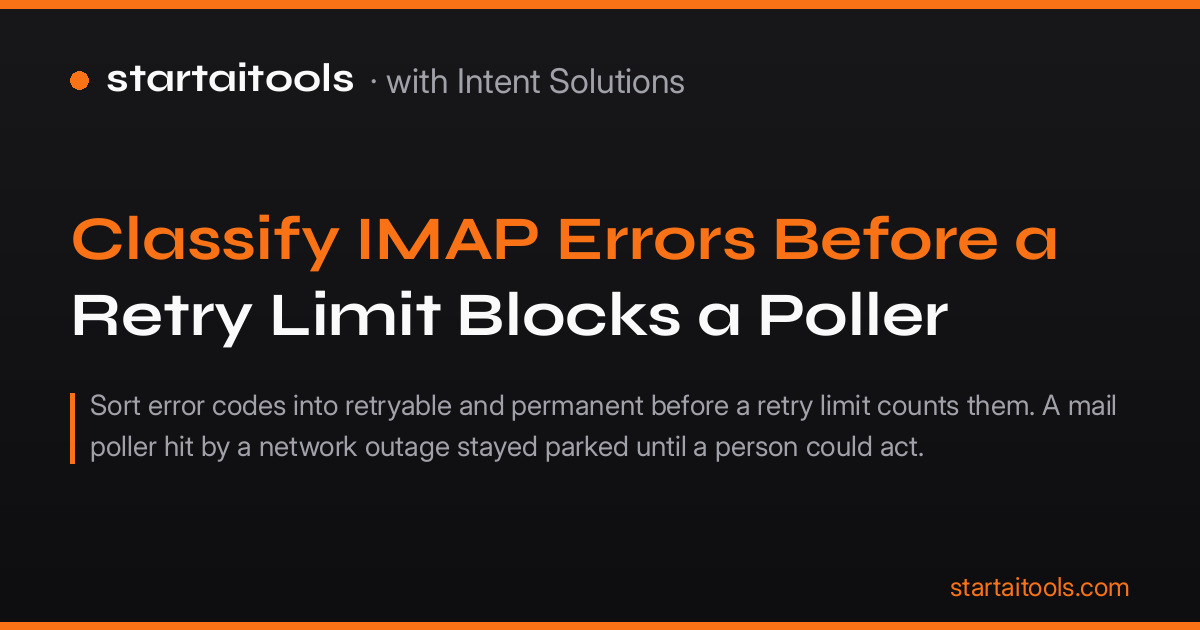 startaitools · with Intent Solutions
Classify IMAP Errors Before a
Retry Limit Blocks a Poller
Sort error codes into retryable and permanent before a retry limit counts them. A mail
poller hit by a network outage stayed parked until a person could act.
startaitools.com